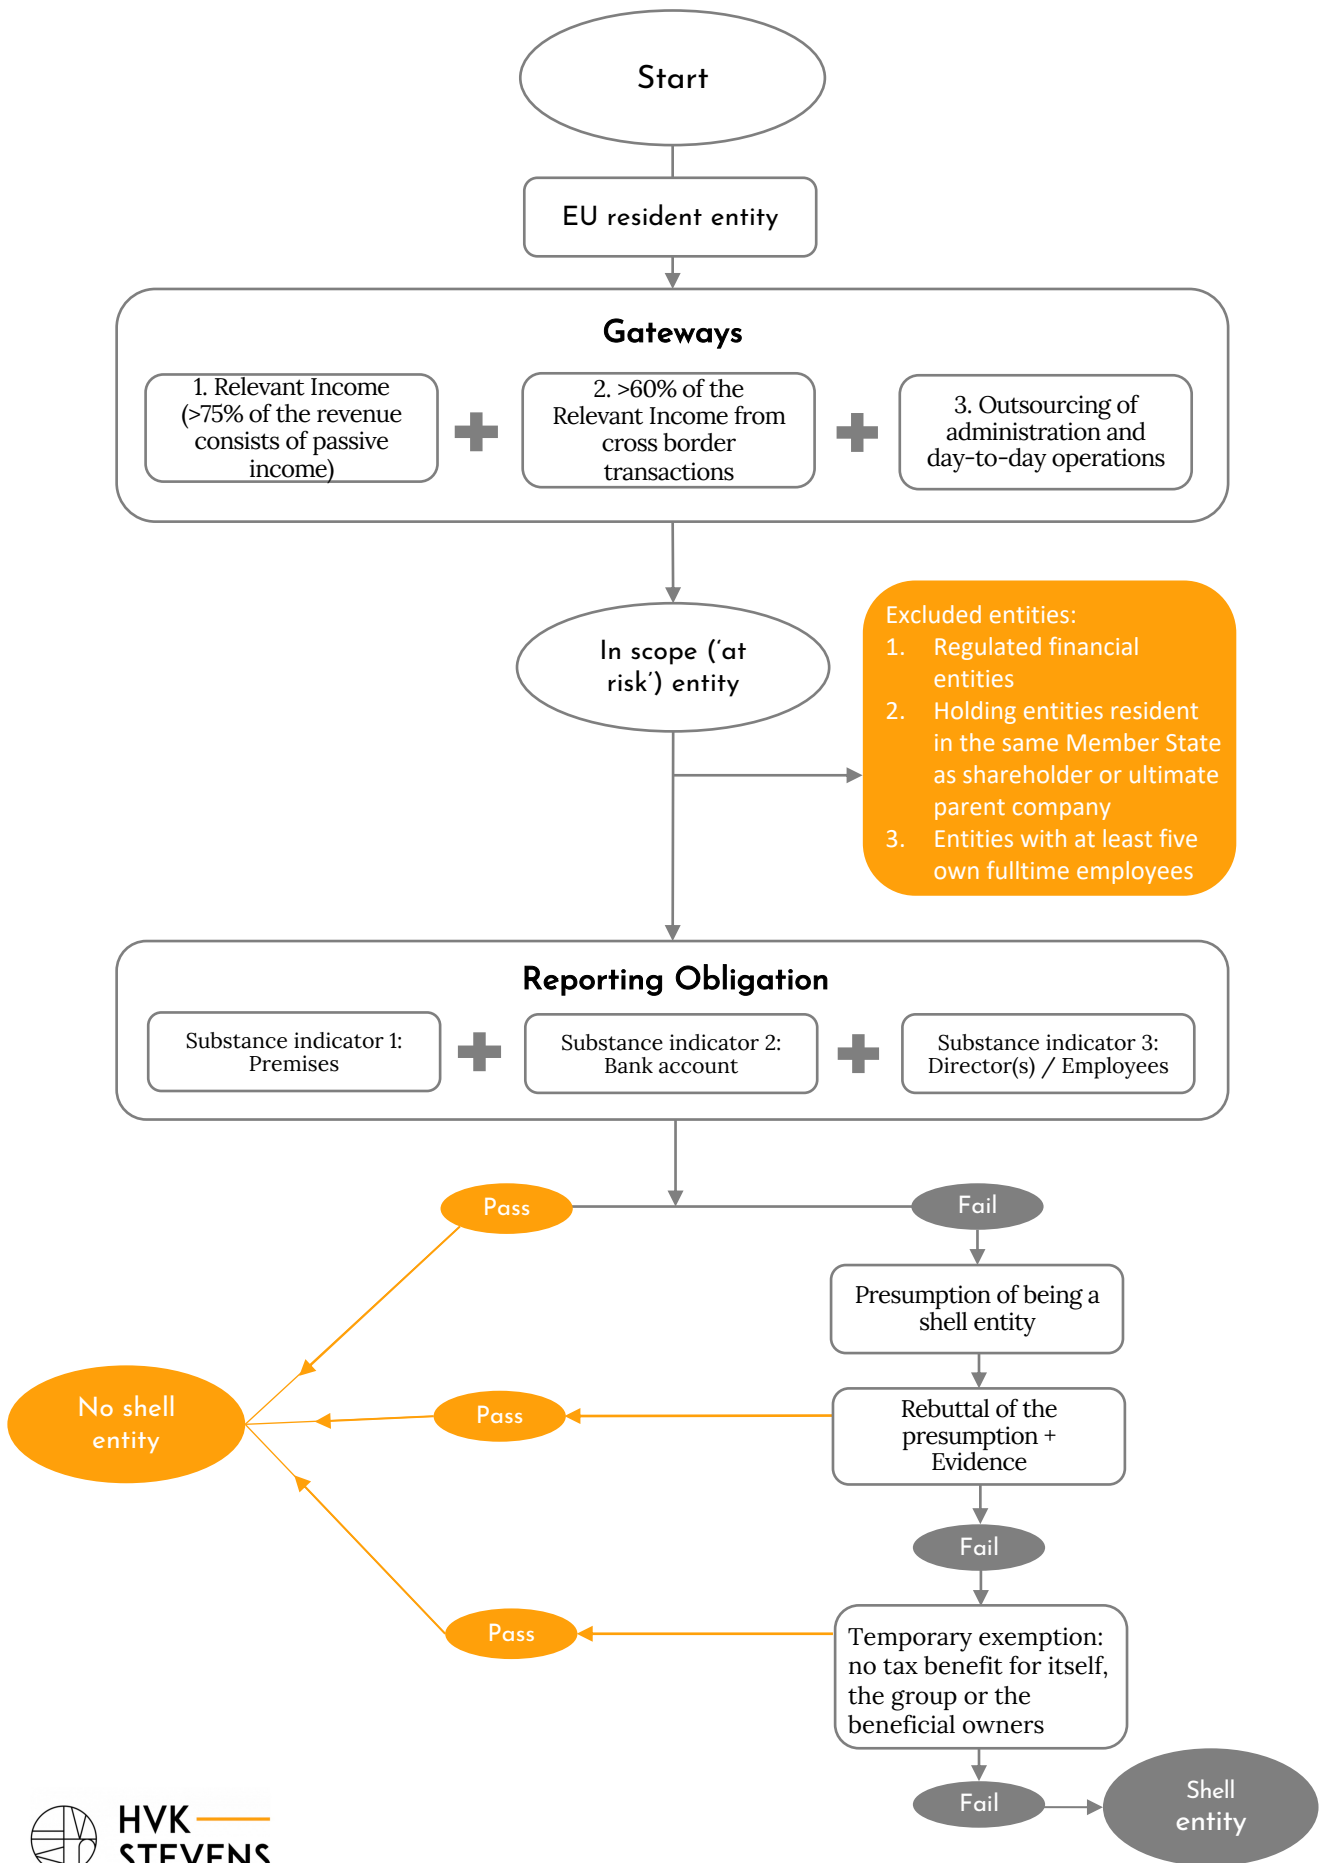 Start
EU resident entity
Gateways
1. Relevant Income
(>75% of the revenue
consists of passive
income)
2. >60% of the
Relevant Income from
cross border
transactions
3. Outsourcing of
administration and
day-to-day operations
In scope (‘at
risk’) entity
Excluded entities:
1. Regulated financial
entities
2. Holding entities resident
in the same Member State
as shareholder or ultimate
parent company
3. Entities with at least five
own fulltime employees
Reporting Obligation
Substance indicator 1:
Premises
Substance indicator 2:
Bank account
Substance indicator 3:
Director(s) / Employees
Pass
Fail
Presumption of being a
shell entity
No shell
entity
Pass
Rebuttal of the
presumption +
Evidence
Fail
Pass
Temporary exemption:
no tax benefit for itself,
the group or the
beneficial owners
Fail
Shell
entity
HVK
STEVENS